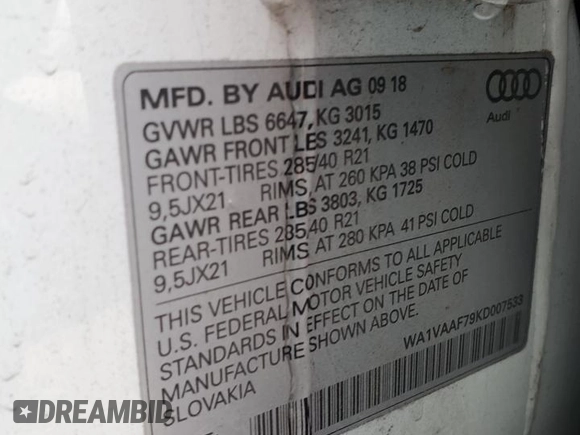 MFD. BY AUDI AG 09 18
GVWR LBS 6647, KG 3015
GAWR FRONT LBS 3241, KG 1470
FRONT-TIRES 285/40 R21
9,5JX21 RIMS, AT 260 KPA 38 PSI COLD
GAWR REAR LBS 3803, KG 1725
REAR-TIRES 285/40 R21
9,5JX21 RIMS, AT 280 KPA 41 PSI COLD
THIS VEHICLE CONFORMS TO ALL APPLICABLE
U.S. FEDERAL MOTOR VEHICLE SAFETY
STANDARDS IN EFFECT ON THE DATE OF
MANUFACTURE SHOWN ABOVE.
SLOVAKIA
Audi
WA1VAAF79KD007533
DREAMBID